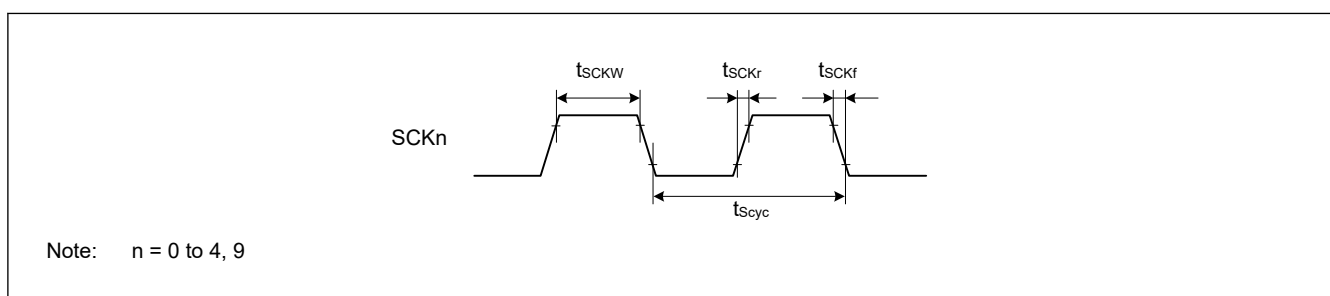 tSCKW tSCKr tSCKf
SCKn
tScyc
Note: n = 0 to 4, 9